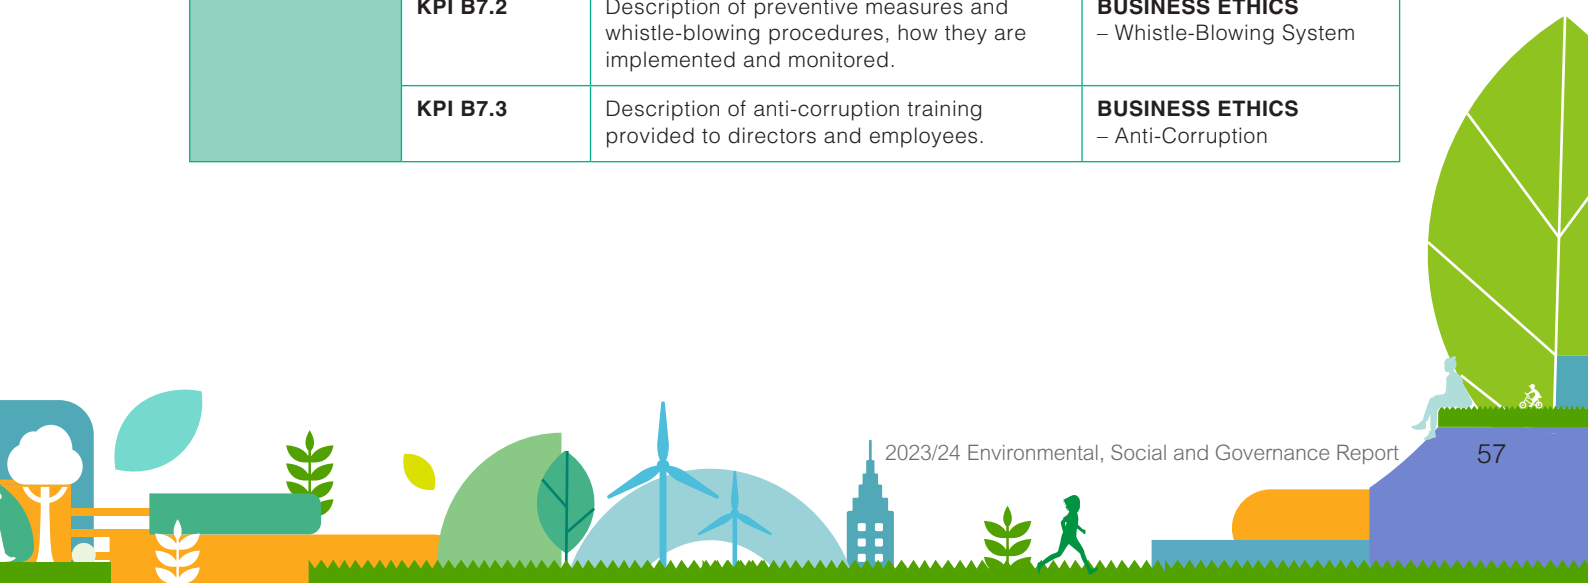 KPI B7.2
Description of preventive measures and
whistle-blowing procedures, how they are
implemented and monitored.
BUSINESS ETHICS
– Whistle-Blowing System
KPI B7.3
Description of anti-corruption training
provided to directors and employees.
BUSINESS ETHICS
– Anti-Corruption
2023/24 Environmental, Social and Governance Report
57